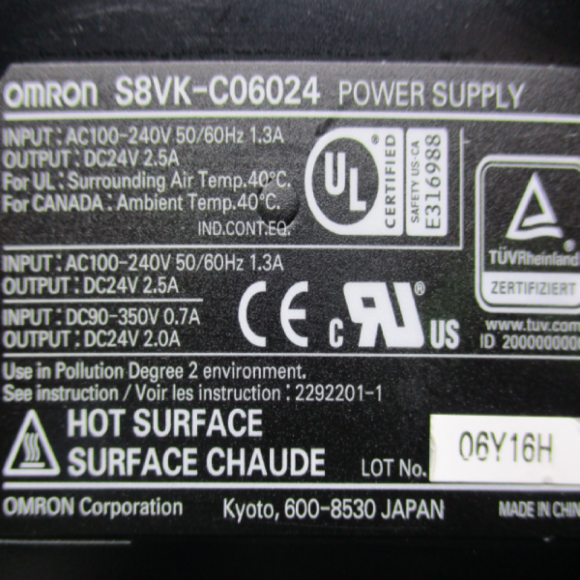 OMRON S8VK-C06024 POWER SUPPLY
INPUT : AC100-240V 50/60Hz 1.3A
OUTPUT : DC24V 2.5A
For UL : Surrounding Air Temp.40°C.
For CANADA : Ambient Temp.40°C.
IND.CONT.EQ.
UL ® CERTIFIED
SAFETY US-CA
E316988
TÜVRheinland
ZERTIFIZIERT
www.tuv.com
INPUT : AC100-240V 50/60Hz 1.3A
OUTPUT : DC24V 2.5A
INPUT : DC90-350V 0.7A
OUTPUT : DC24V 2.0A
CE c RU ® US
ID 2000000000
Use in Pollution Degree 2 environment.
See instruction / Voir les instruction : 2292201-1
HOT SURFACE
SURFACE CHAUDE
LOT No. 06Y16H
OMRON Corporation Kyoto, 600-8530 JAPAN MADE IN CHIN